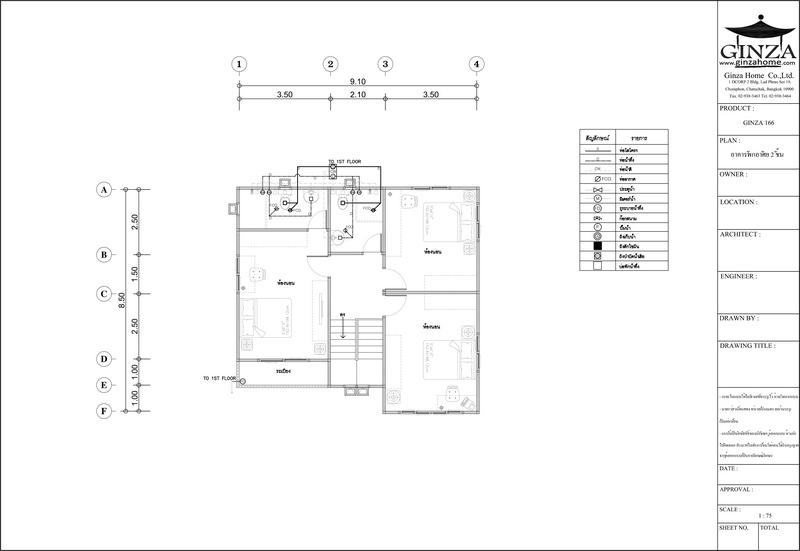 1
2
3
4
9.10
3.50
2.10
3.50
TO 1ST FLOOR
A
B
C
D
E
F
2.50
1.50
2.50
1.00
1.00
8.50
FCO
FCO
ห้องนอน
ห้องนอน
ห้องนอน
ลง
ระเบียง
TO 1ST FLOOR
สัญลักษณ์ รายการ
ท่อโสโครก
ท่อน้ำทิ้ง
CW ท่อน้ำดี
FCO ท่ออากาศ
ประตูน้ำ
M มิเตอร์น้ำ
FD รูระบายน้ำทิ้ง
ก๊อกสนาม
P ปั๊มน้ำ
ถังเก็บน้ำ
ถังดักไขมัน
ถังบำบัดน้ำเสีย
บ่อพักน้ำทิ้ง
GINZA
www.ginzahome.com
Ginza Home Co.,Ltd.
1 DCORP 2 Bldg. Lad Phrao Soi 19,
Chomphon, Chatuchak, Bangkok 10900
Fax. 02-938-3463 Tel. 02-938-3464
PRODUCT :
GINZA 166
PLAN :
อาคารพักอาศัย 2 ชั้น
OWNER :
LOCATION :
ARCHITECT :
ENGINEER :
DRAWN BY :
DRAWING TITLE :
DATE :
APPROVAL :
SCALE :
1 : 75
SHEET NO. TOTAL